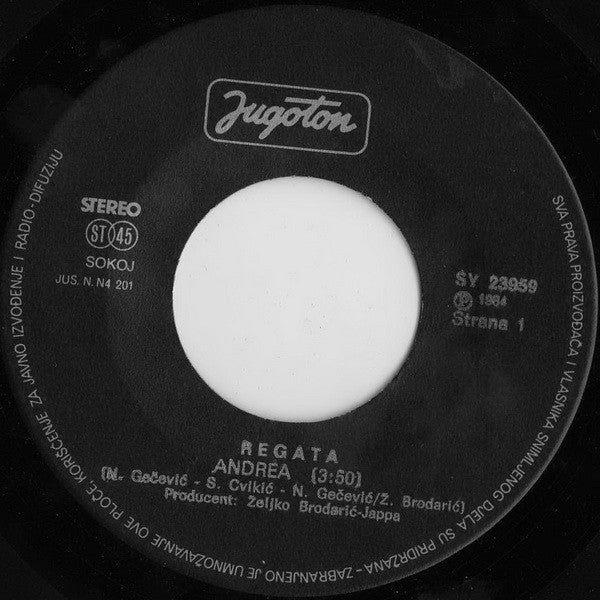 Jugoton
STEREO
ST 45
SOKOJ
JUS. N. N4 201
SY 23959
℗ 1984
Strana 1
REGATA
ANDREA (3:50)
(N. Gečević - S. Cvikić - N. Gečević/Ž. Brodarić)
Producent: Željko Brodarić-Jappa
SVA PRAVA PROIZVOĐAČA I VLASNIKA SNIMLJENOG DJELA SU PRIDRŽANA - ZABRANJENO JE UMNOŽAVANJE OVE PLOČE, KORIŠĆENJE ZA JAVNO IZVOĐENJE I RADIO - DIFUZIJU